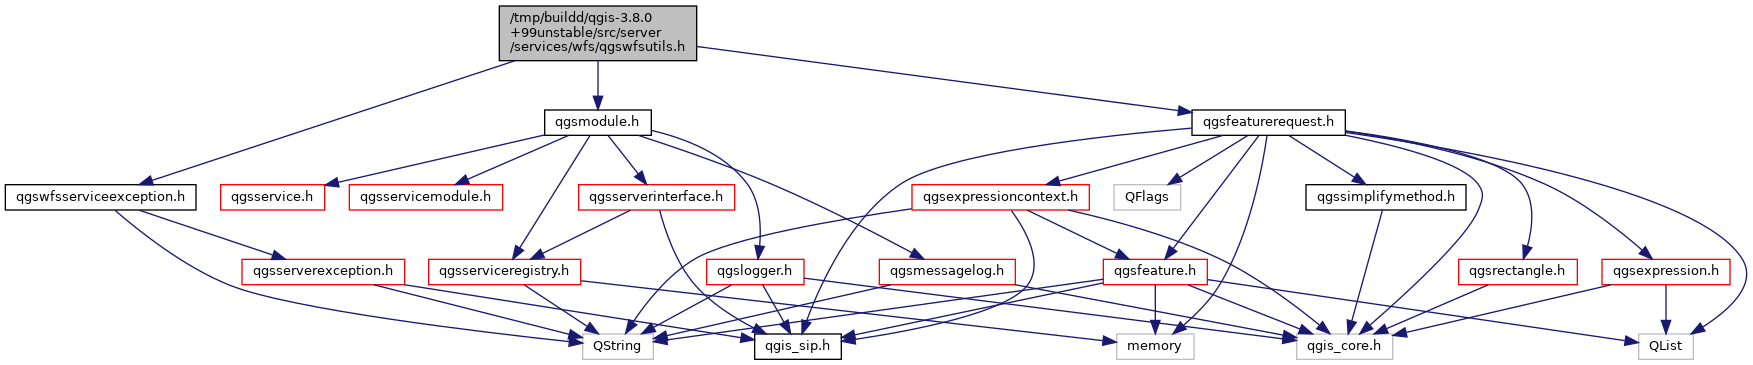 /tmp/buildd/qgis-3.8.0
+99unstable/src/server
/services/wfs/qgswfsutils.h
qgsmodule.h
qgsfeaturerequest.h
qgswfsserviceexception.h
qgsservice.h
qgsservicemodule.h
qgsserverinterface.h
qgsexpressioncontext.h
QFlags
qgssimplifymethod.h
qgsserverexception.h
qgsserviceregistry.h
qgslogger.h
qgsmessagelog.h
qgsfeature.h
qgsrectangle.h
qgsexpression.h
QString
qgis_sip.h
memory
qgis_core.h
QList